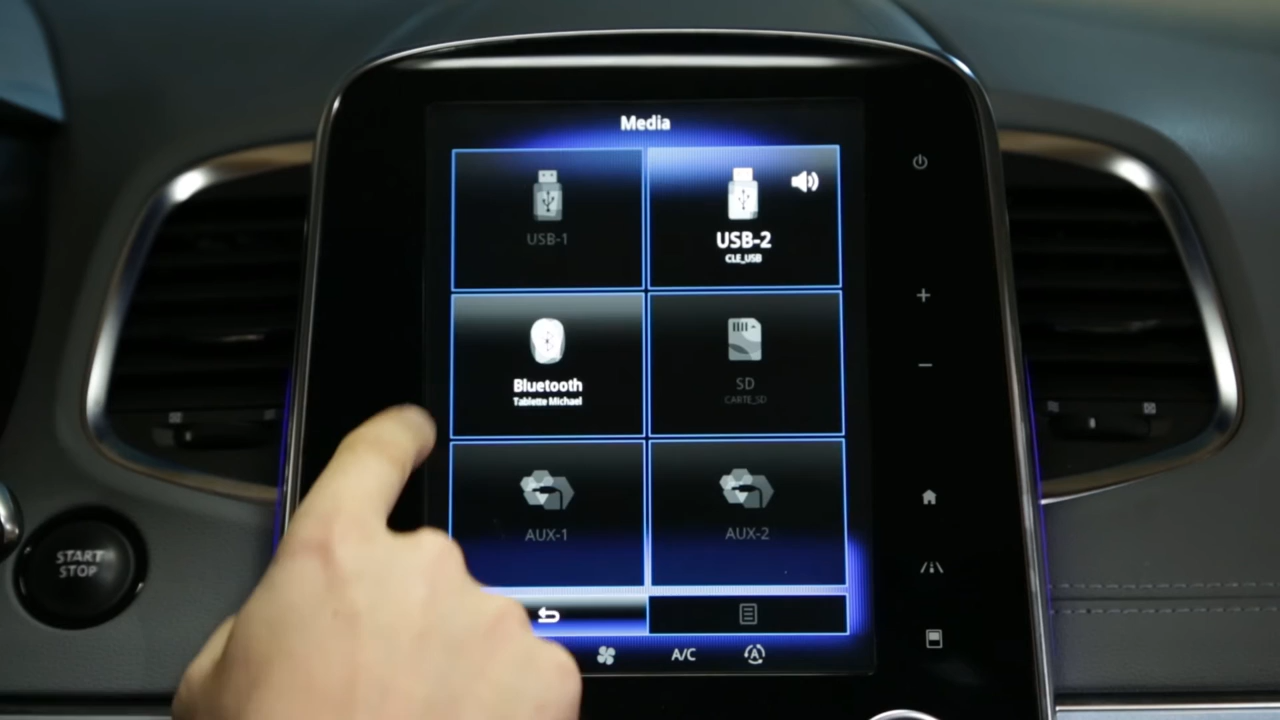 Media
USB-1
USB-2
CLE_USB
Bluetooth
Tablette Michael
SD
CARTE_SD
AUX-1
AUX-2
A/C
A
START
STOP